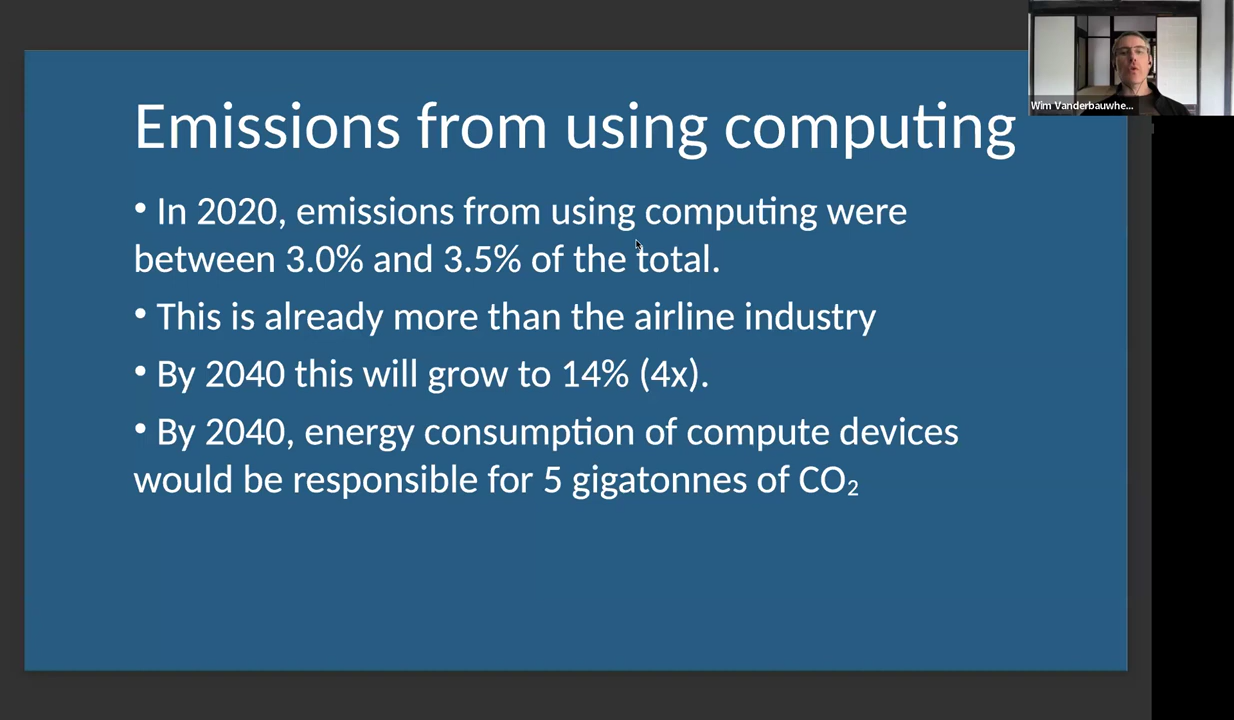 Emissions from using computing
• In 2020, emissions from using computing were
between 3.0% and 3.5% of the total.
• This is already more than the airline industry
• By 2040 this will grow to 14% (4x).
• By 2040, energy consumption of compute devices
would be responsible for 5 gigatonnes of CO₂
Wim Vanderbauwhe...